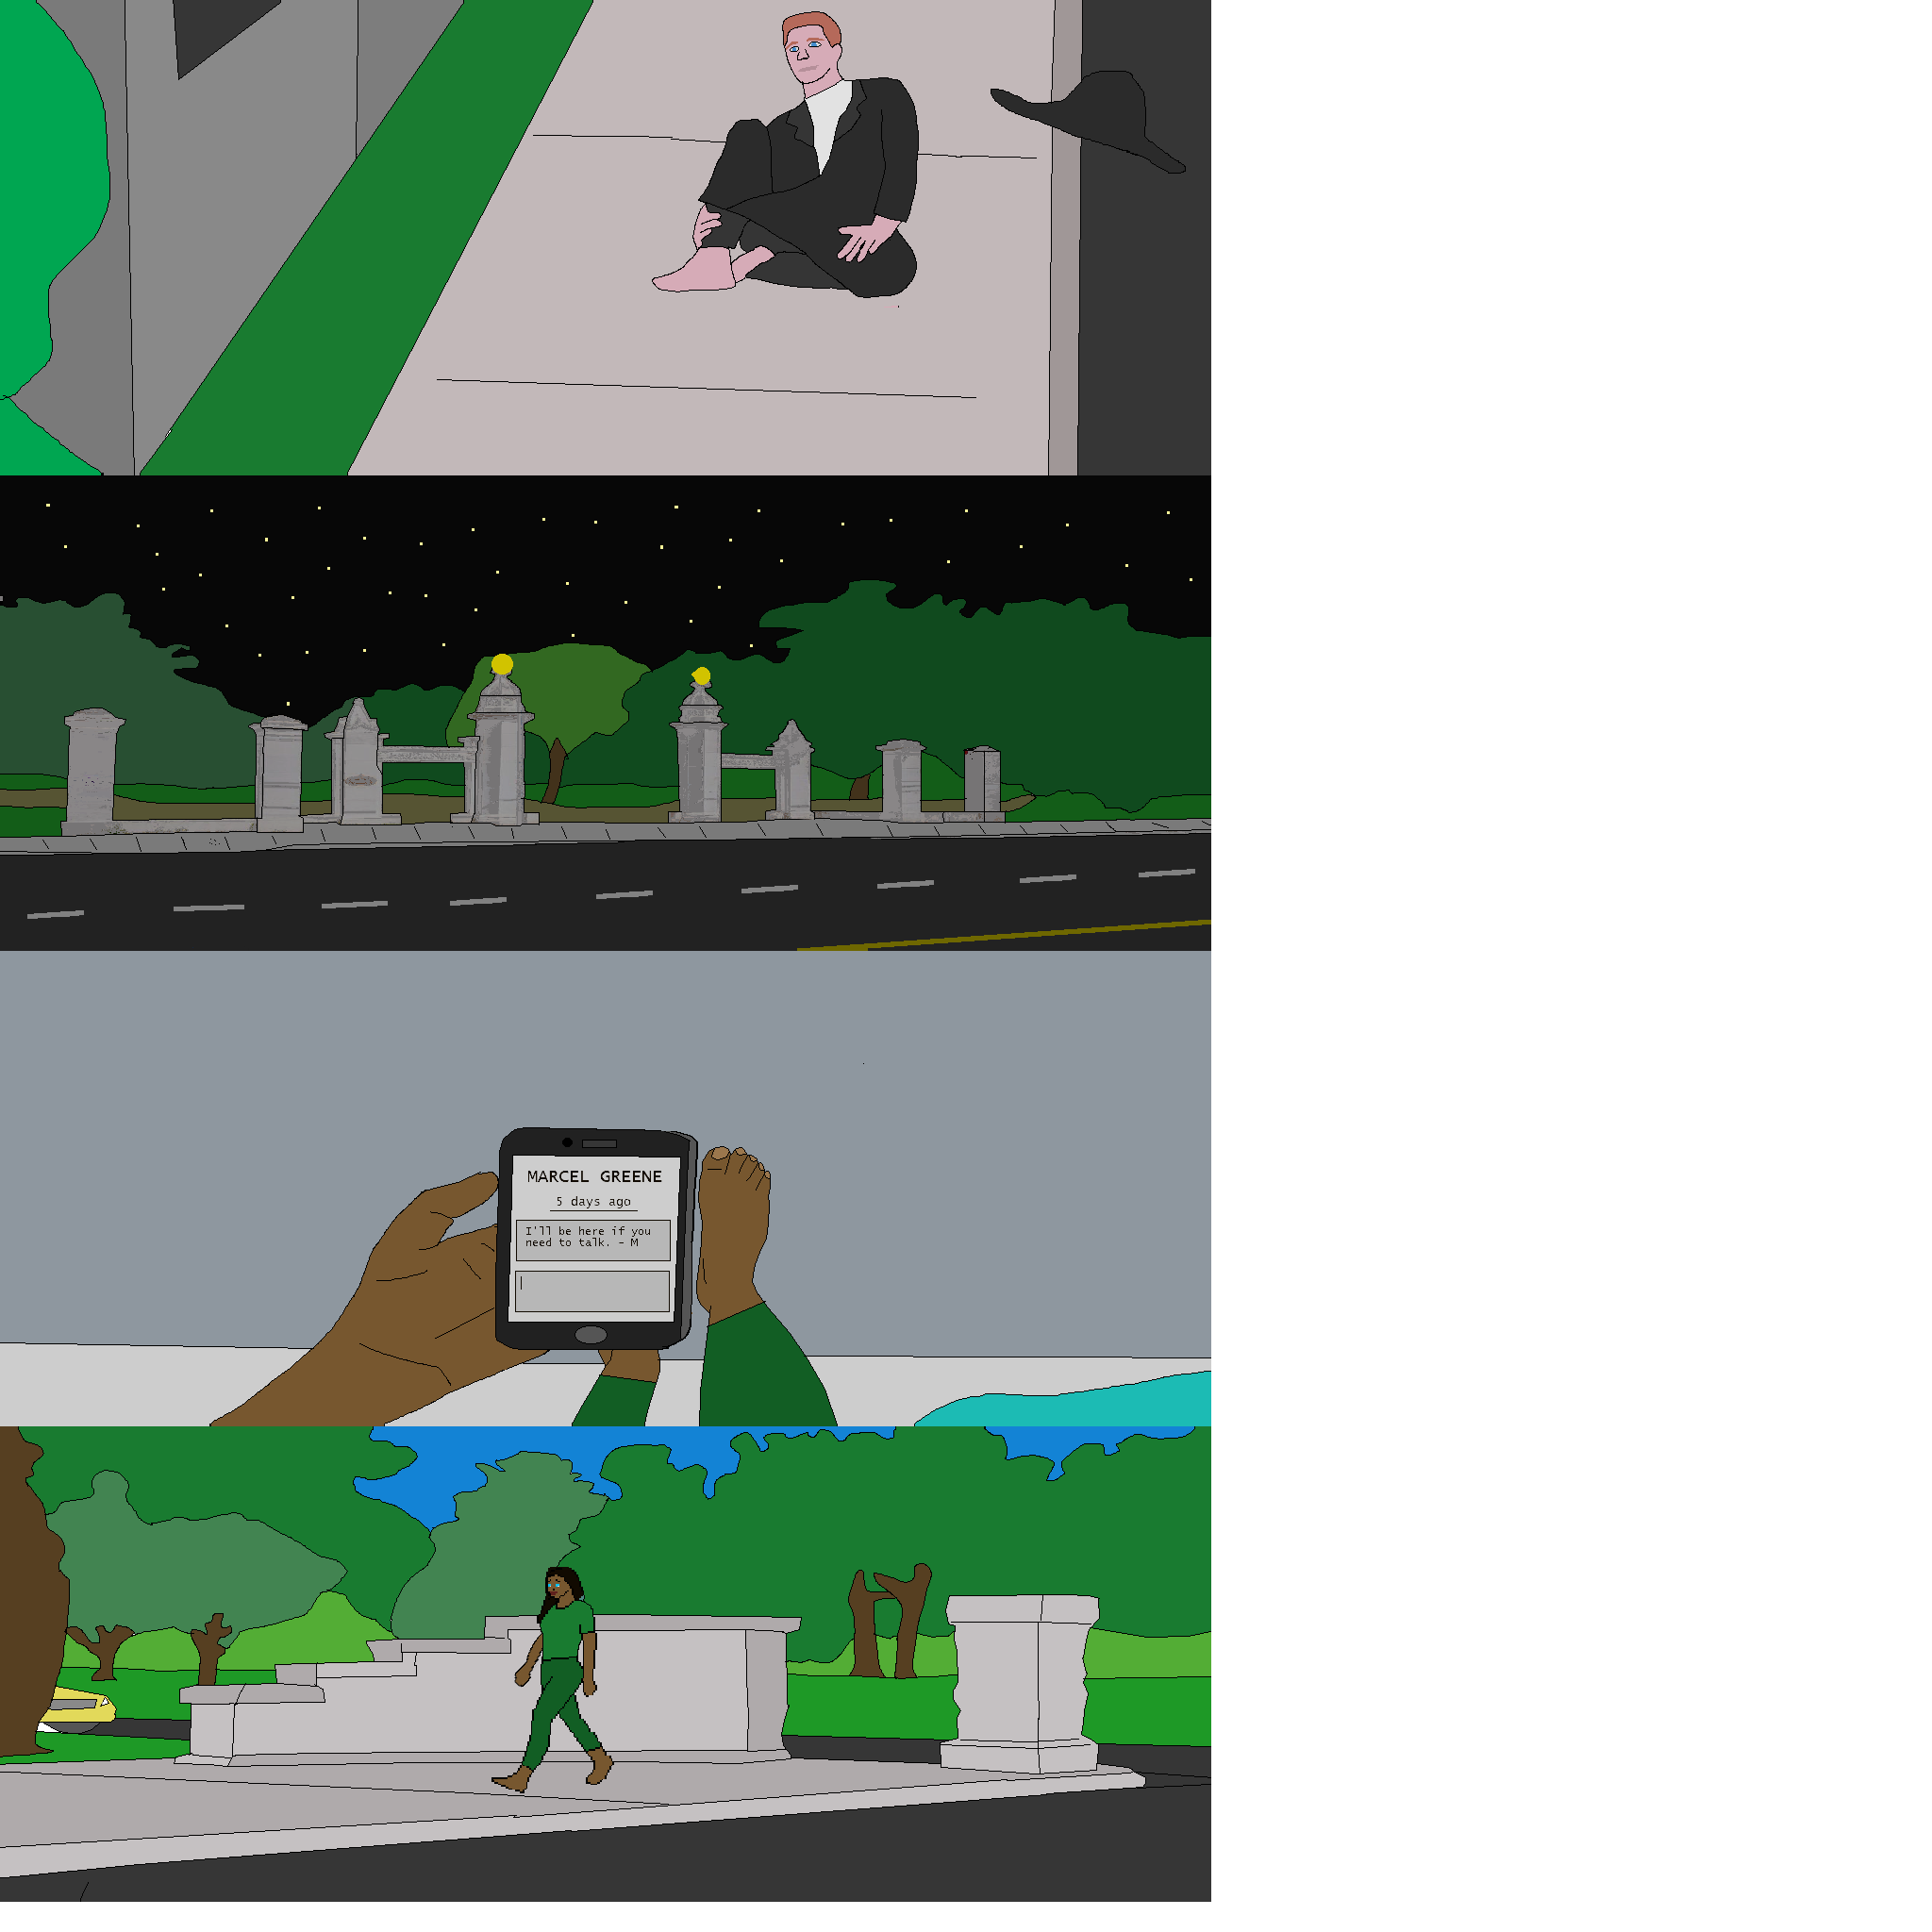 MARCEL GREENE
5 days ago
I'll be here if you
need to talk. - M